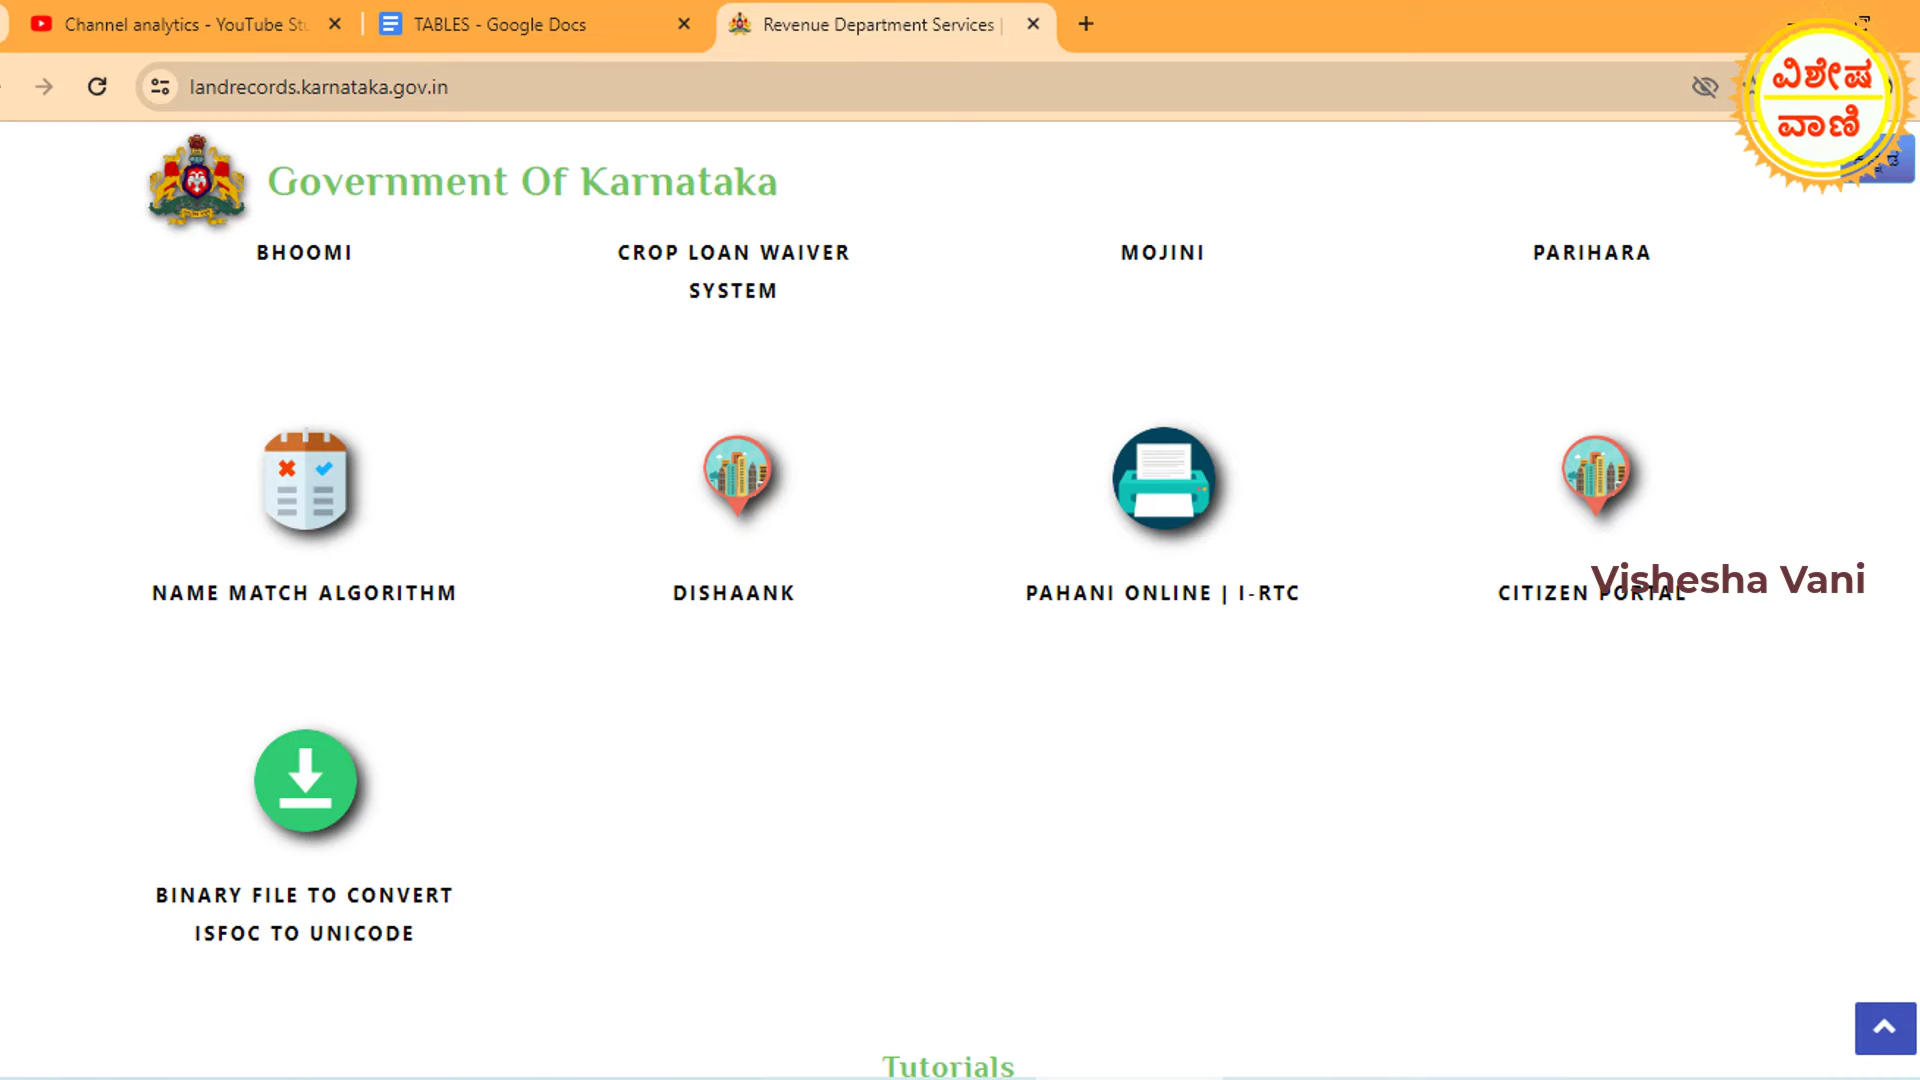 Channel analytics - YouTube Stu
TABLES - Google Docs
Revenue Department Services |
landrecords.karnataka.gov.in
ವಿಶೇಷ
ವಾಣಿ
Government Of Karnataka
BHOOMI
CROP LOAN WAIVER
SYSTEM
MOJINI
PARIHARA
NAME MATCH ALGORITHM
DISHAANK
PAHANI ONLINE | I-RTC
CITIZEN PORTAL
Vishesha Vani
BINARY FILE TO CONVERT
ISFOC TO UNICODE
Tutorials